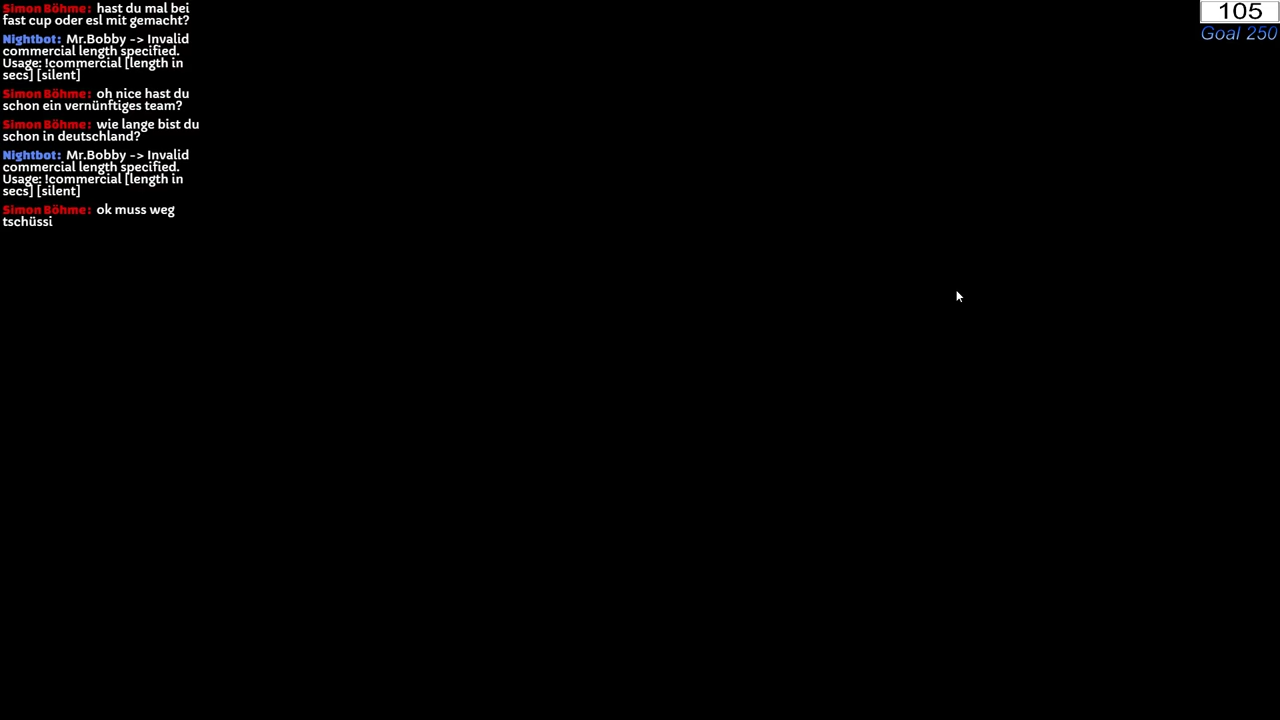 Simon Böhme: hast du mal bei
fast cup oder esl mit gemacht?
Nightbot: Mr.Bobby -> Invalid
commercial length specified.
Usage: !commercial [length in
secs] [silent]
Simon Böhme: oh nice hast du
schon ein vernünftiges team?
Simon Böhme: wie lange bist du
schon in deutschland?
Nightbot: Mr.Bobby -> Invalid
commercial length specified.
Usage: !commercial [length in
secs] [silent]
Simon Böhme: ok muss weg
tschüssi
105
Goal 250